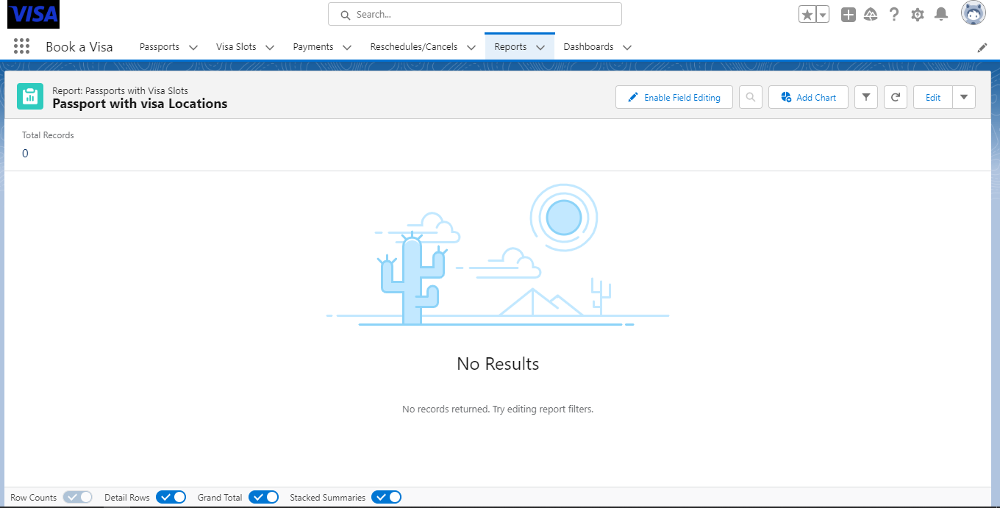 VISA
Search...
Book a Visa
Passports
Visa Slots
Payments
Reschedules/Cancels
Reports
Dashboards
Report: Passports with Visa Slots
Passport with visa Locations
Enable Field Editing
Add Chart
Edit
Total Records
0
No Results
No records returned. Try editing report filters.
Row Counts
Detail Rows
Grand Total
Stacked Summaries